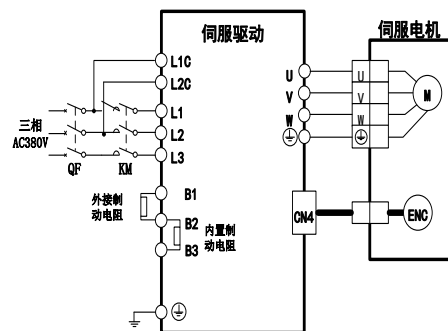 伺服驱动
伺服电机
L1C
L2C
L1
L2
L3
三相
AC380V
QF
KM
U
V
W
U
V
W
M
B1
B2
B3
外接制
动电阻
内置制
动电阻
CN4
ENC